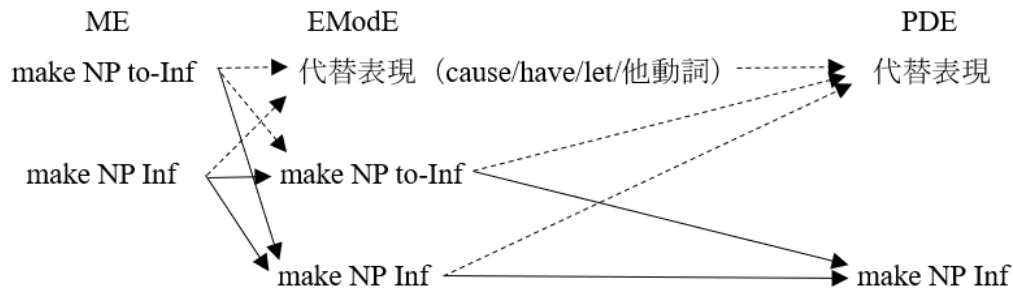 ME EModE PDE
make NP to-Inf 代替表現（cause/have/let/他動詞） 代替表現
make NP Inf make NP to-Inf
make NP Inf make NP Inf